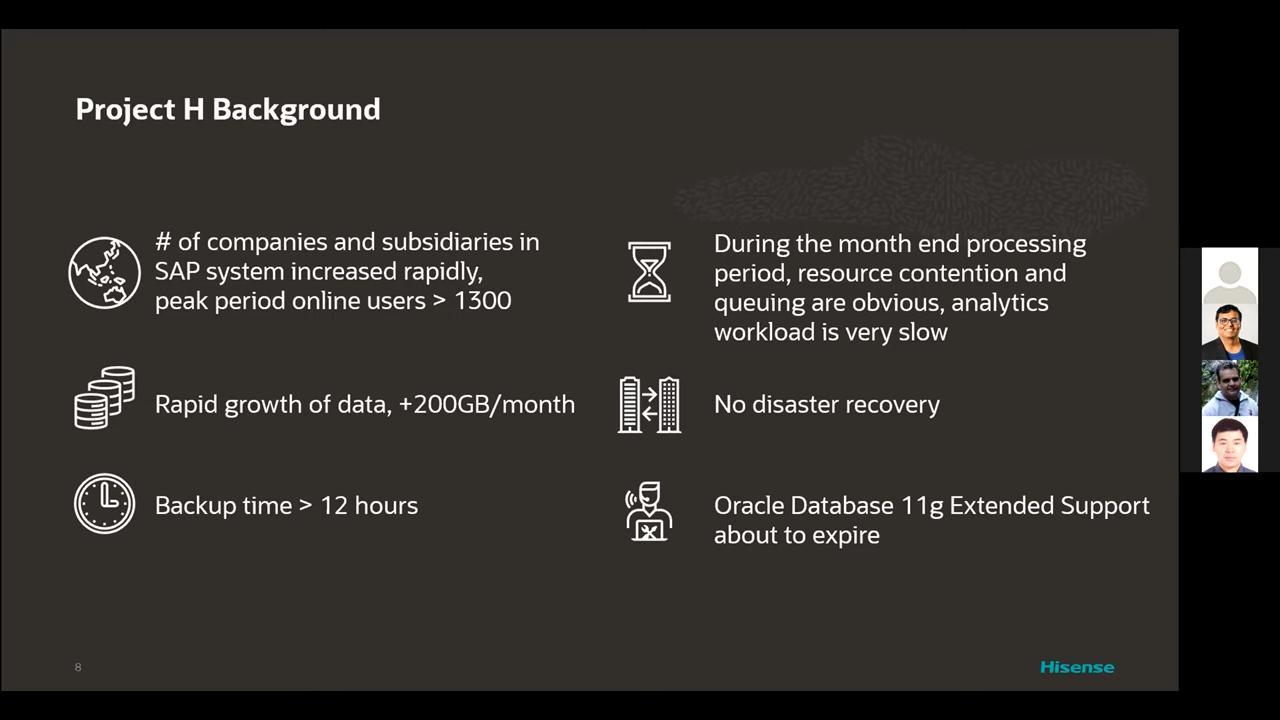 Project H Background
# of companies and subsidiaries in
SAP system increased rapidly,
peak period online users > 1300
Rapid growth of data, +200GB/month
Backup time > 12 hours
During the month end processing
period, resource contention and
queuing are obvious, analytics
workload is very slow
No disaster recovery
Oracle Database 11g Extended Support
about to expire
8
Hisense